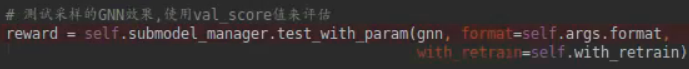 # 测试采样的GNN效果,使用val_score值来评估
reward = self.submodel_manager.test_with_param(gnn, format=self.args.format,
with_retrain=self.with_retrain)